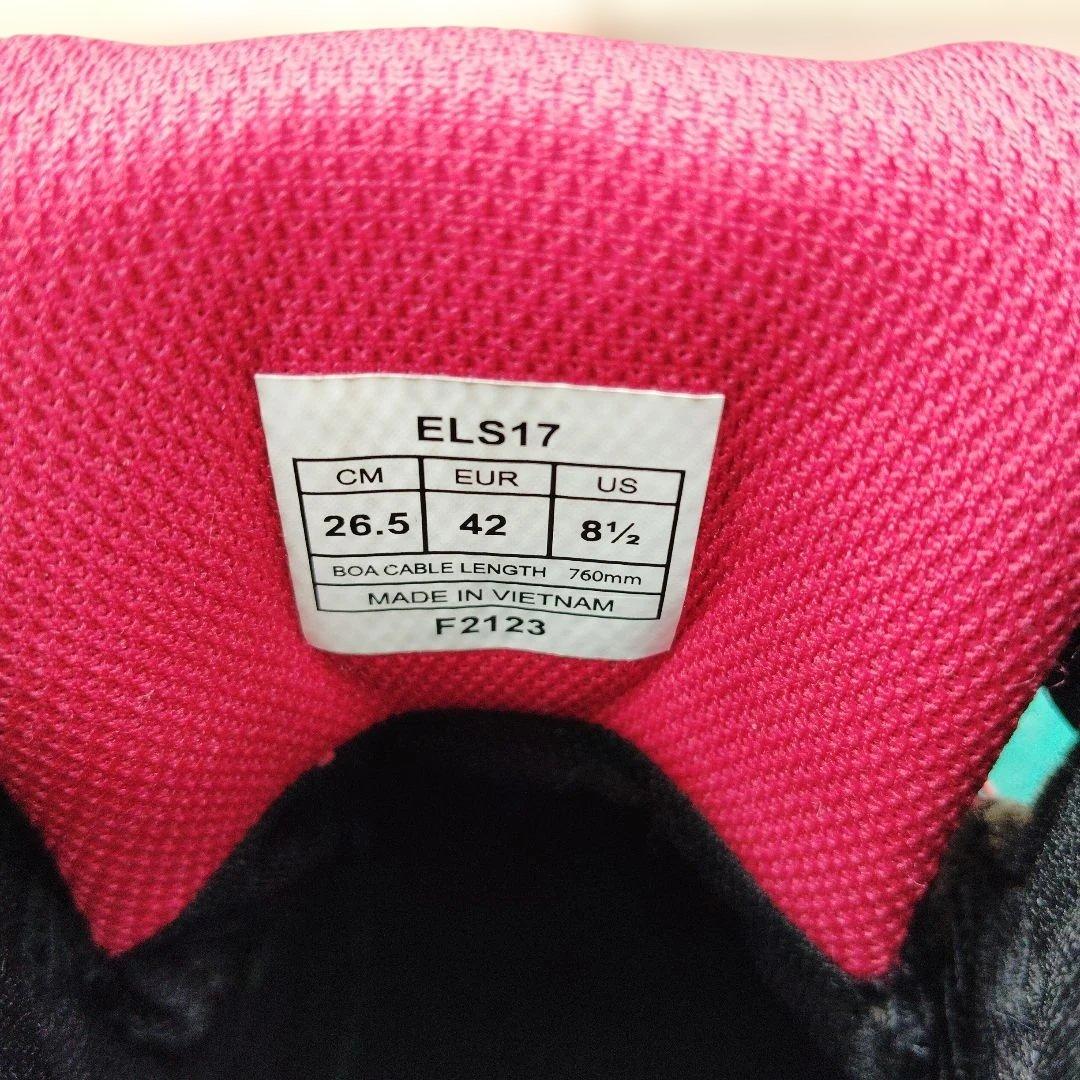 ELS17
CM EUR US
26.5 42 8½
BOA CABLE LENGTH 760mm
MADE IN VIETNAM
F2123